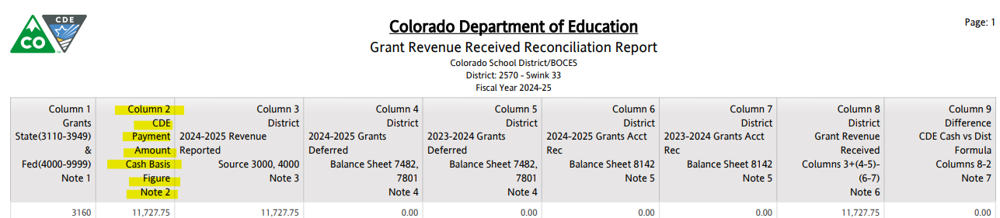 CDE
CO
Colorado Department of Education
Page: 1
Grant Revenue Received Reconciliation Report
Colorado School District/BOCES
District: 2570 - Swink 33
Fiscal Year 2024-25
Column 1
Grants
State(3110-3949)
&
Fed(4000-9999)
Note 1
Column 2
CDE
Payment
Amount
Cash Basis
Figure
Note 2
Column 3
District
2024-2025 Revenue
Reported
Source 3000, 4000
Note 3
Column 4
District
2024-2025 Grants
Deferred
Balance Sheet 7482,
7801
Note 4
Column 5
District
2023-2024 Grants
Deferred
Balance Sheet 7482,
7801
Note 4
Column 6
District
2024-2025 Grants Acct
Rec
Balance Sheet 8142
Note 5
Column 7
District
2023-2024 Grants Acct
Rec
Balance Sheet 8142
Note 5
Column 8
District
Grant Revenue
Received
Columns 3+(4-5)-
(6-7)
Note 6
Column 9
Difference
CDE Cash vs Dist
Formula
Columns 8-2
Note 7
3160 11,727.75 11,727.75 0.00 0.00 0.00 0.00 11,727.75 0.00